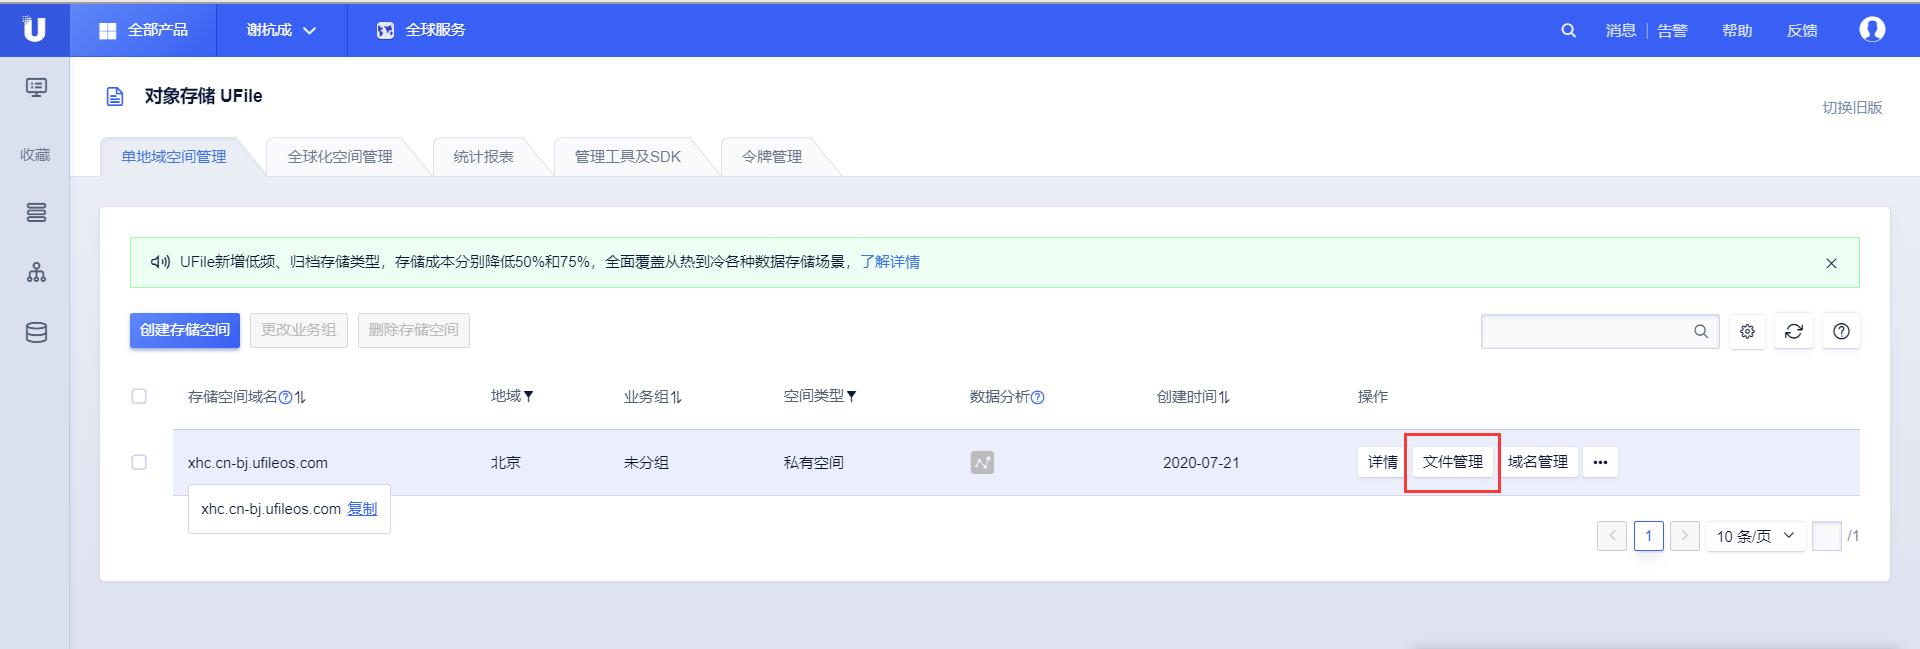 U 全部产品 谢杭成 全球服务 消息 告警 帮助 反馈
对象存储 UFile
切换旧版
收藏
单地域空间管理 全球化空间管理 统计报表 管理工具及SDK 令牌管理
UFile新增低频、归档存储类型，存储成本分别降低50%和75%，全面覆盖从热到冷各种数据存储场景，了解详情
创建存储空间 更改业务组 删除存储空间
存储空间域名 地域 业务组 空间类型 数据分析 创建时间 操作
xhc.cn-bj.ufileos.com 北京 未分组 私有空间 2020-07-21 详情 文件管理 域名管理 •••
xhc.cn-bj.ufileos.com 复制
1 10 条/页 /1